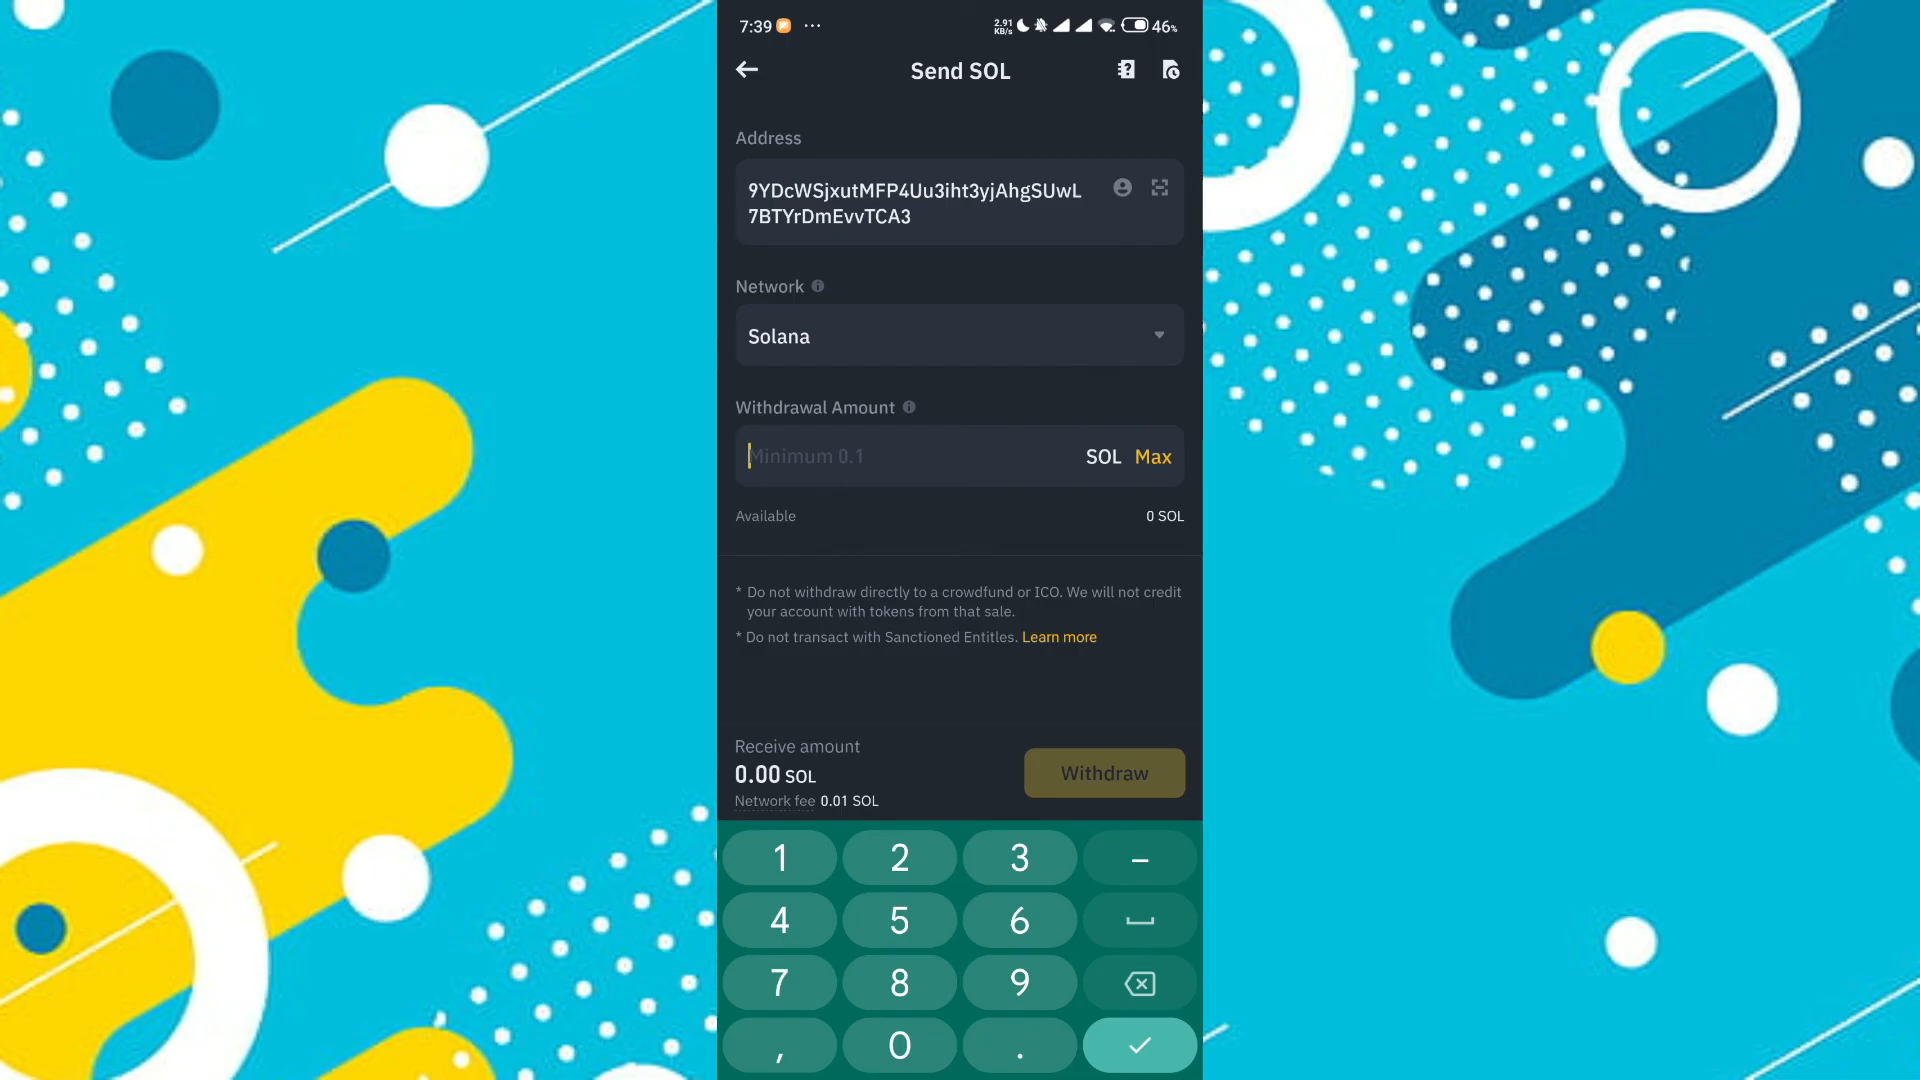 7:39 ... 2.91 KB/s 46%
Send SOL
Address
9YDcWSjxutMFP4Uu3iht3yjAhgSUwL
7BTYrDmEvvTCA3
Network
Solana
Withdrawal Amount
Minimum 0.1 SOL Max
Available 0 SOL
* Do not withdraw directly to a crowdfund or ICO. We will not credit
your account with tokens from that sale.
* Do not transact with Sanctioned Entitles. Learn more
Receive amount
0.00 SOL
Withdraw
Network fee 0.01 SOL
1 2 3 –
4 5 6
7 8 9
, 0 .